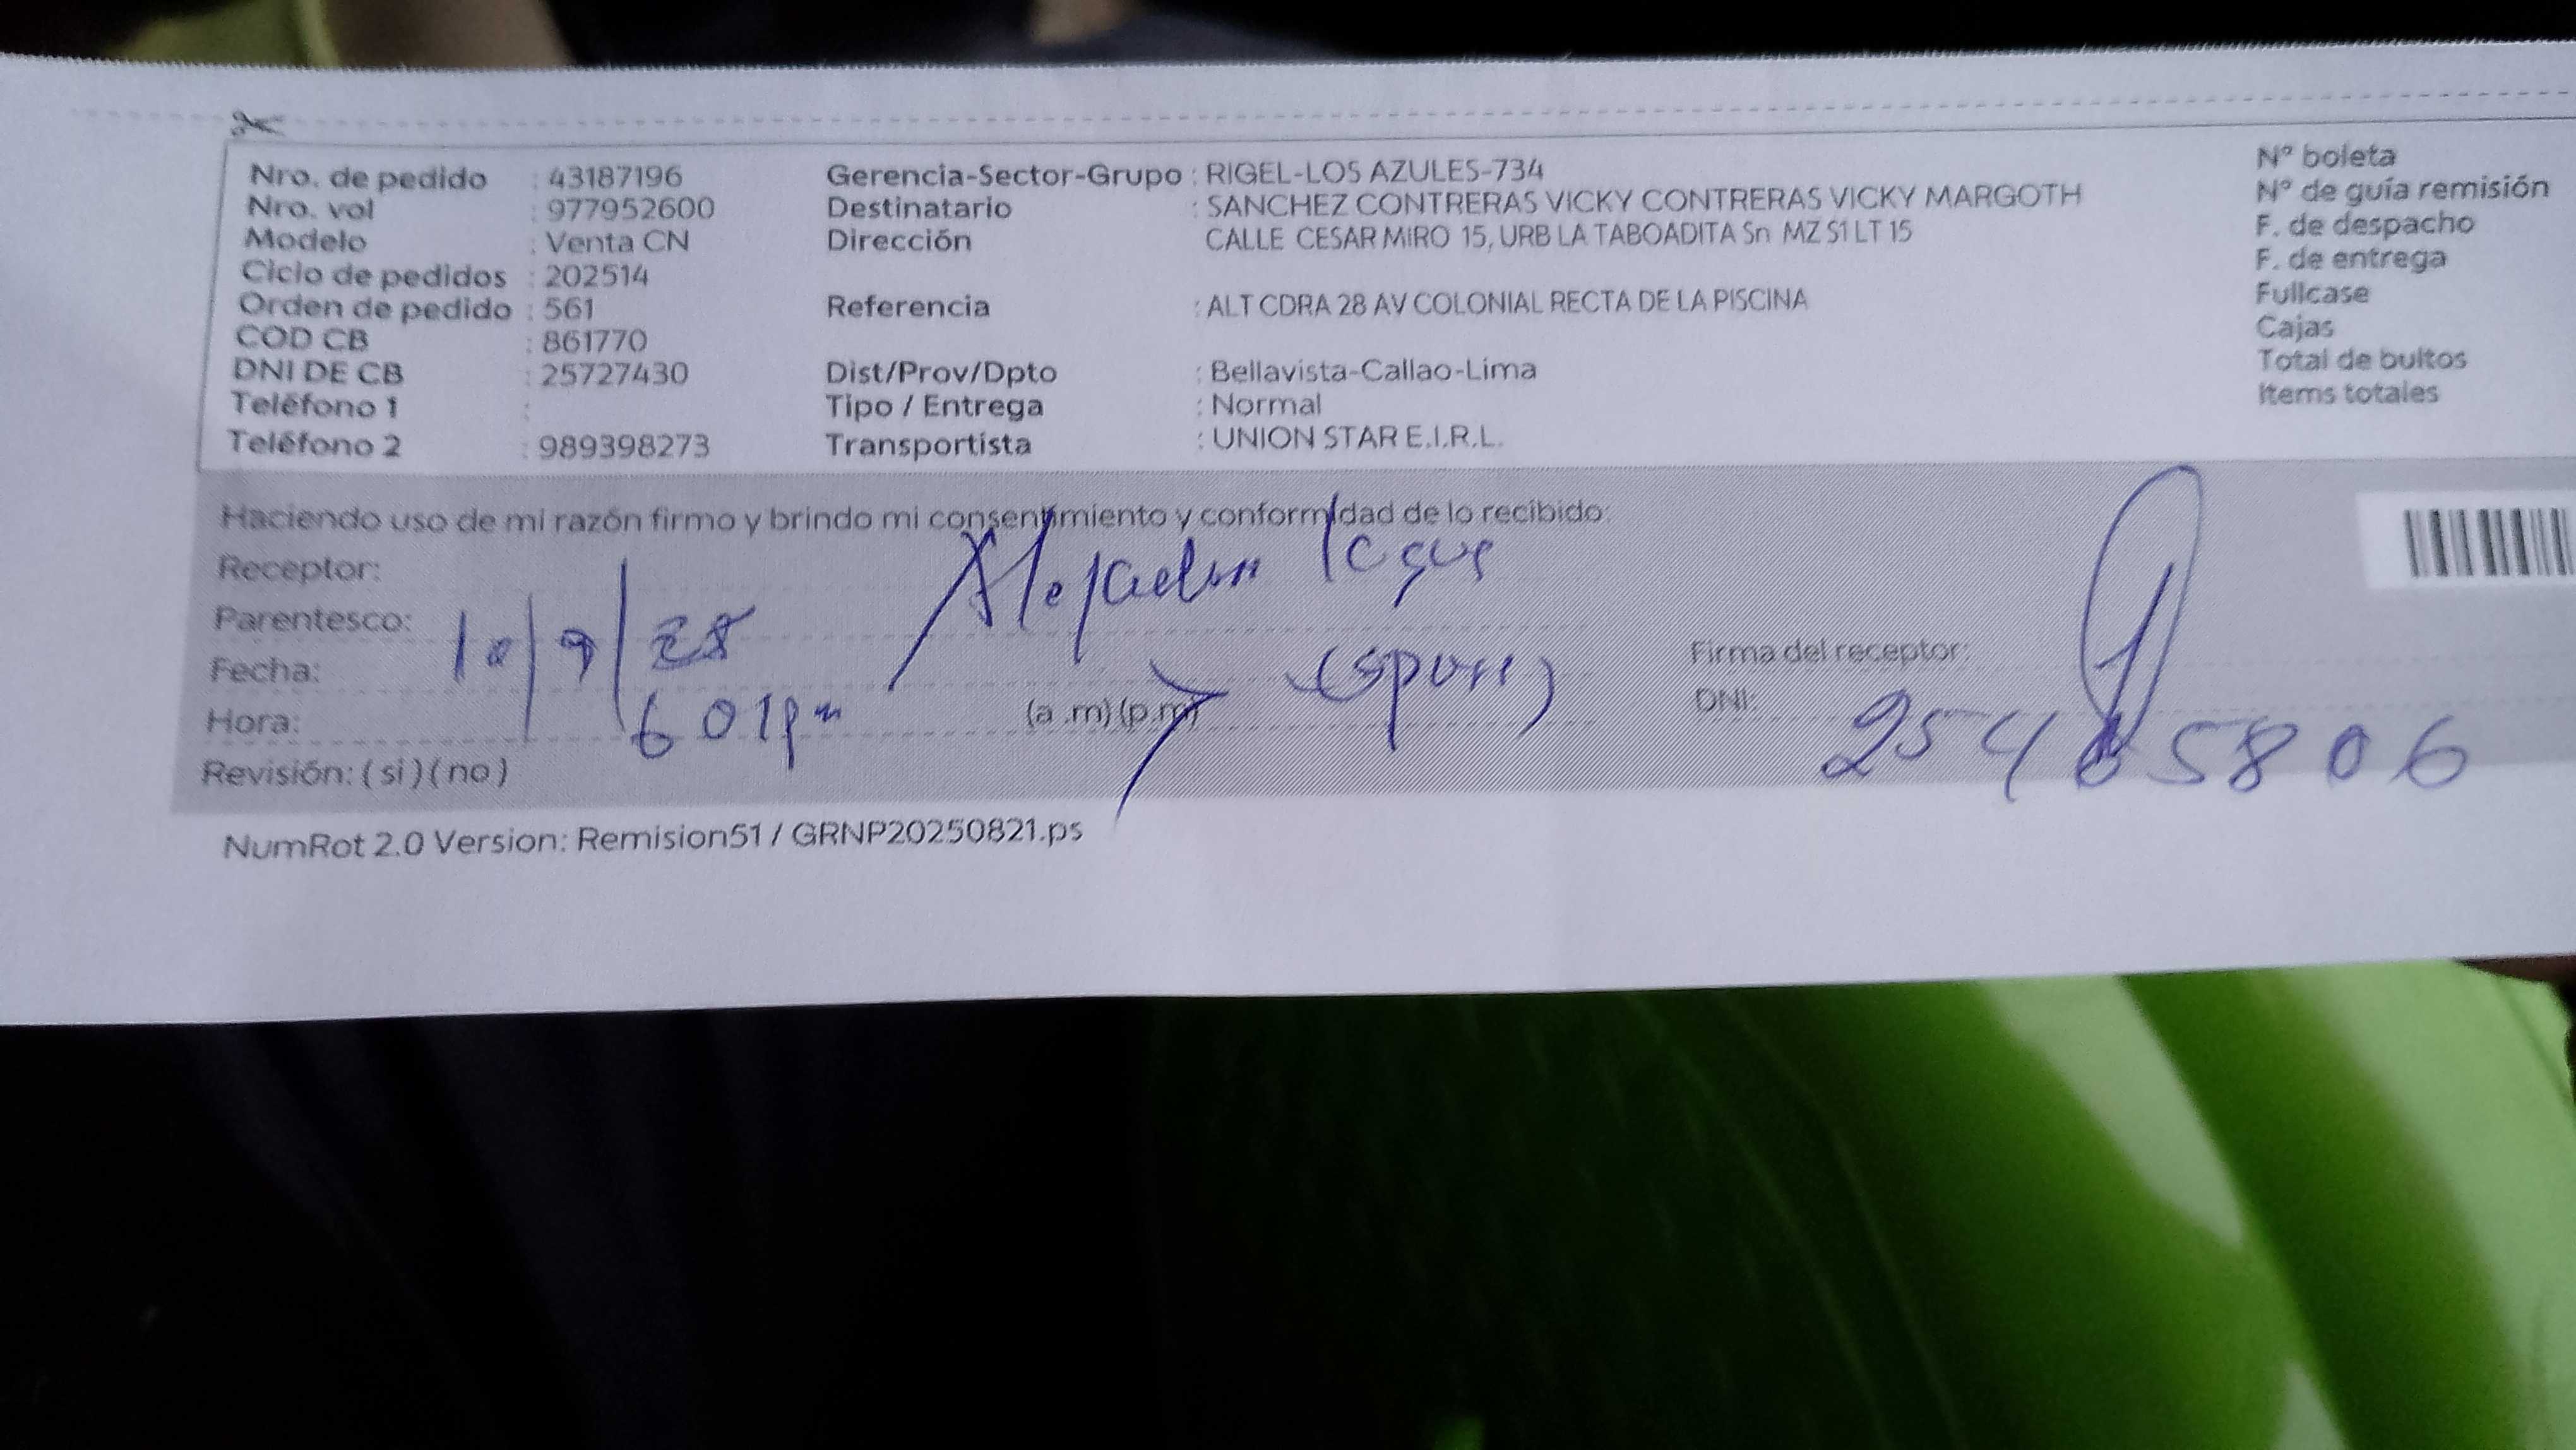 Nro. de pedido : 43187196 Gerencia-Sector-Grupo : RIGEL-LOS AZULES-734 Nº boleta
Nro. vol : 977952600 Destinatario : SANCHEZ CONTRERAS VICKY CONTRERAS VICKY MARGOTH Nº de guía remisión
Modelo : Venta CN Dirección CALLE CESAR MIRO 15, URB LA TABOADITA Sn MZ S1 LT 15 F. de despacho
Ciclo de pedidos : 202514 F. de entrega
Orden de pedido : 561 Referencia : ALT CDRA 28 AV COLONIAL RECTA DE LA PISCINA Fullcase
COD CB : 861770 Cajas
DNI DE CB : 25727430 Dist/Prov/Dpto : Bellavista-Callao-Lima Total de bultos
Teléfono 1 : Tipo / Entrega : Normal Items totales
Teléfono 2 : 989398273 Transportista : UNION STAR E.I.R.L.
Haciendo uso de mi razón firmo y brindo mi consentimiento y conformidad de lo recibido:
Receptor:
Parentesco:
Fecha: 10/9/25 Firma del receptor:
Hora: 6 01pm (a .m) (p.m) DNI:
Revisión: ( si ) ( no )
NumRot 2.0 Version: Remision51 / GRNP20250821.ps